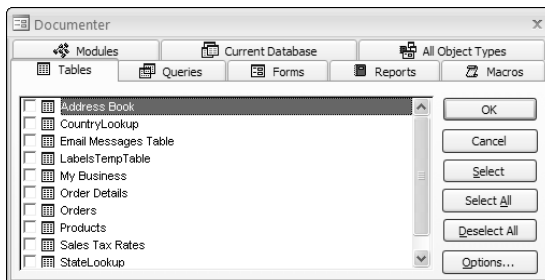 Documenter
Modules
Current Database
All Object Types
Tables
Queries
Forms
Reports
Macros
Address Book
CountryLookup
Email Messages Table
LabelsTempTable
My Business
Order Details
Orders
Products
Sales Tax Rates
StateLookup
OK
Cancel
Select
Select All
Deselect All
Options...